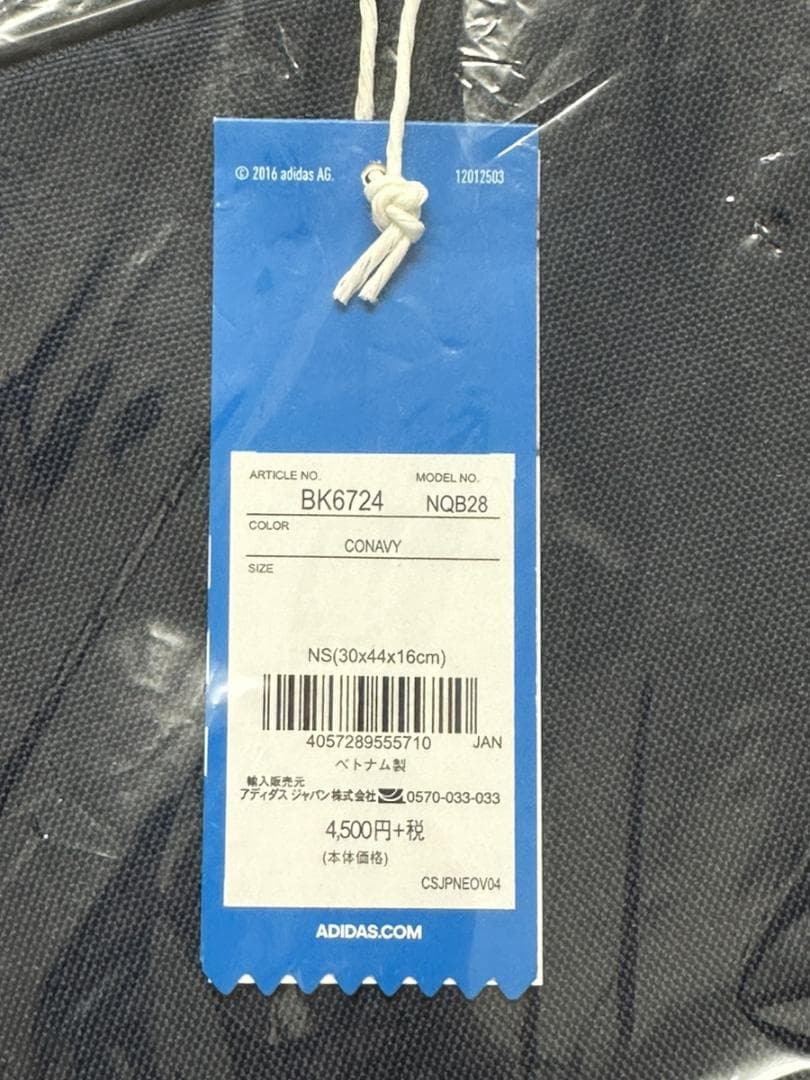 © 2016 adidas AG.
12012503
ARTICLE NO.
MODEL NO.
BK6724
NQB28
COLOR
CONAVY
SIZE
NS(30x44x16cm)
4057289555710 JAN
ベトナム製
輸入販売元
アディダス ジャパン株式会社 0570-033-033
4,500円+税
(本体価格)
CSJPNEOV04
ADIDAS.COM